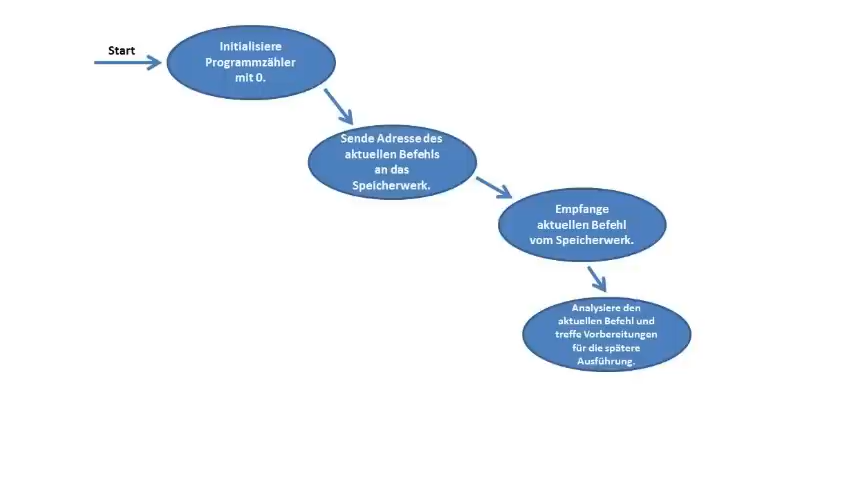 Start
Initialisiere
Programmzähler
mit 0.
Sende Adresse des
aktuellen Befehls
an das
Speicherwerk.
Empfange
aktuellen Befehl
vom Speicherwerk.
Analysiere den
aktuellen Befehl und
treffe Vorbereitungen
für die spätere
Ausführung.